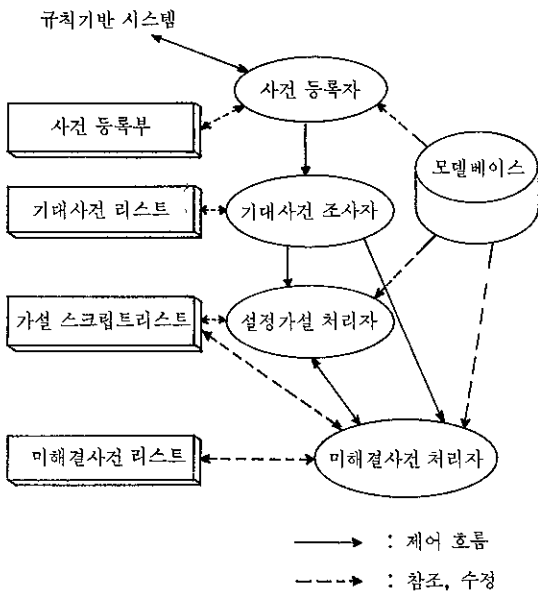 규칙기반 시스템
사건 등록자
사건 등록부
모델베이스
기대사건 리스트
기대사건 조사자
가설 스크립트리스트
설정가설 처리자
미해결사건 리스트
미해결사건 처리자
: 제어 흐름
: 참조, 수정